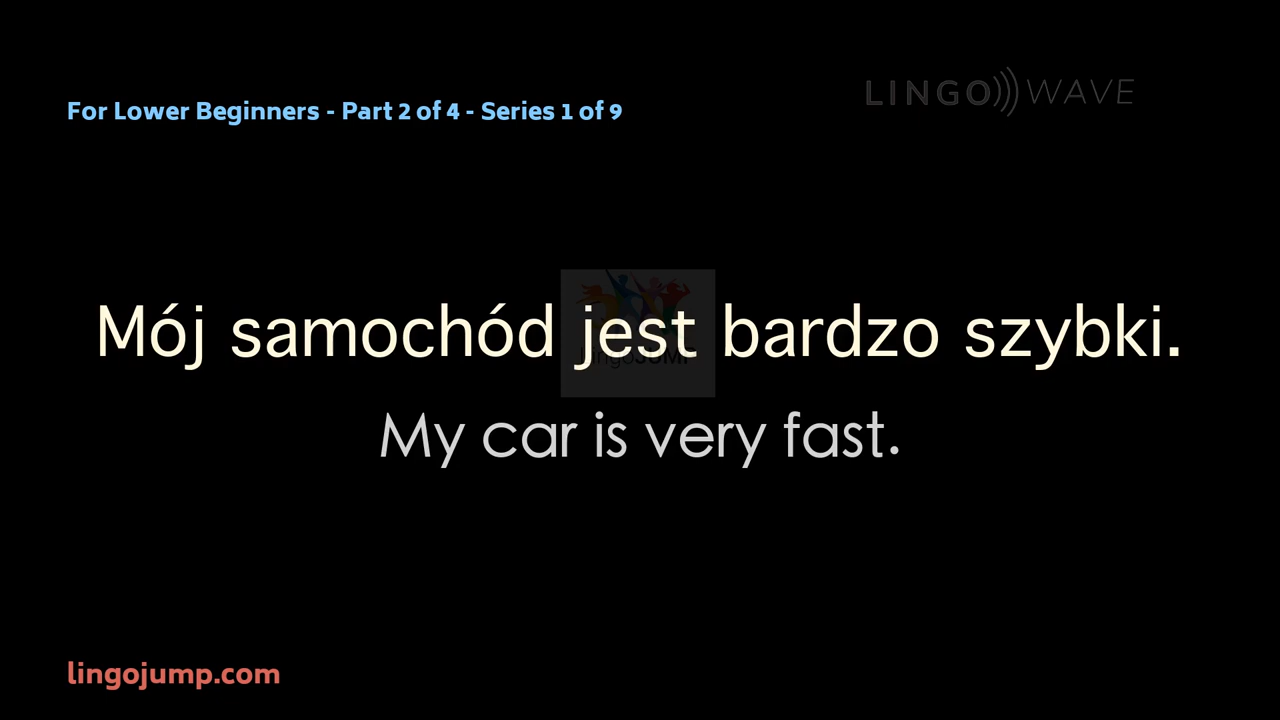 For Lower Beginners - Part 2 of 4 - Series 1 of 9
LINGO WAVE
Mój samochód jest bardzo szybki.
LingoJUMP
My car is very fast.
lingojump.com